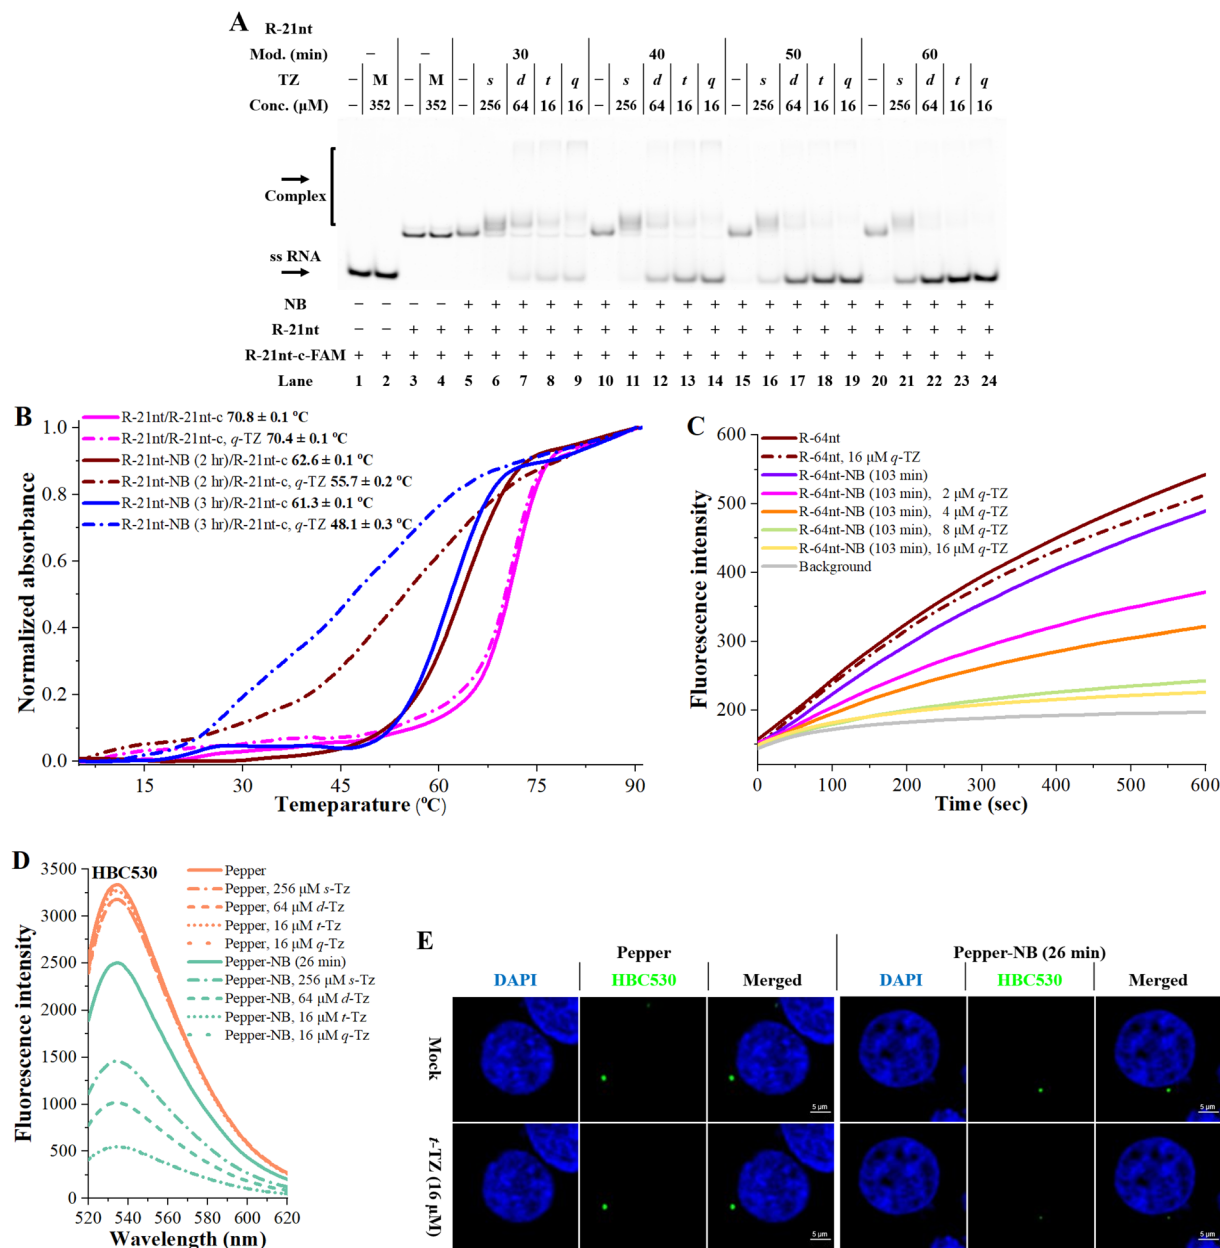 A
R-21nt
Mod. (min) – – 30 40 50 60
TZ – M – M – s d t q – s d t q – s d t q – s d t q
Conc. (μM) – 352 – 352 – 256 64 16 16 – 256 64 16 16 – 256 64 16 16 – 256 64 16 16
Complex
ss RNA
NB – – – – + + + + + + + + + + + + + + + + + + + +
R-21nt – – + + + + + + + + + + + + + + + + + + + + + +
R-21nt-c-FAM + + + + + + + + + + + + + + + + + + + + + + + +
Lane 1 2 3 4 5 6 7 8 9 10 11 12 13 14 15 16 17 18 19 20 21 22 23 24
B
R-21nt/R-21nt-c 70.8 ± 0.1 ºC
R-21nt/R-21nt-c, q-TZ 70.4 ± 0.1 ºC
R-21nt-NB (2 hr)/R-21nt-c 62.6 ± 0.1 ºC
R-21nt-NB (2 hr)/R-21nt-c, q-TZ 55.7 ± 0.2 ºC
R-21nt-NB (3 hr)/R-21nt-c 61.3 ± 0.1 ºC
R-21nt-NB (3 hr)/R-21nt-c, q-TZ 48.1 ± 0.3 ºC
Normalized absorbance
1.0
0.8
0.6
0.4
0.2
0.0
15 30 45 60 75 90
Temeparature (ºC)
C
R-64nt
R-64nt, 16 μM q-TZ
R-64nt-NB (103 min)
R-64nt-NB (103 min), 2 μM q-TZ
R-64nt-NB (103 min), 4 μM q-TZ
R-64nt-NB (103 min), 8 μM q-TZ
R-64nt-NB (103 min), 16 μM q-TZ
Background
Fluorescence intensity
600
500
400
300
200
0 100 200 300 400 500 600
Time (sec)
D
HBC530
Pepper
Pepper, 256 μM s-Tz
Pepper, 64 μM d-Tz
Pepper, 16 μM t-Tz
Pepper, 16 μM q-Tz
Pepper-NB (26 min)
Pepper-NB, 256 μM s-Tz
Pepper-NB, 64 μM d-Tz
Pepper-NB, 16 μM t-Tz
Pepper-NB, 16 μM q-Tz
Fluorescence intensity
3500
3000
2500
2000
1500
1000
500
0
520 540 560 580 600 620
Wavelength (nm)
E
Pepper Pepper-NB (26 min)
DAPI HBC530 Merged DAPI HBC530 Merged
Mock
5 μm 5 μm
t-TZ (16 μM)
5 μm 5 μm